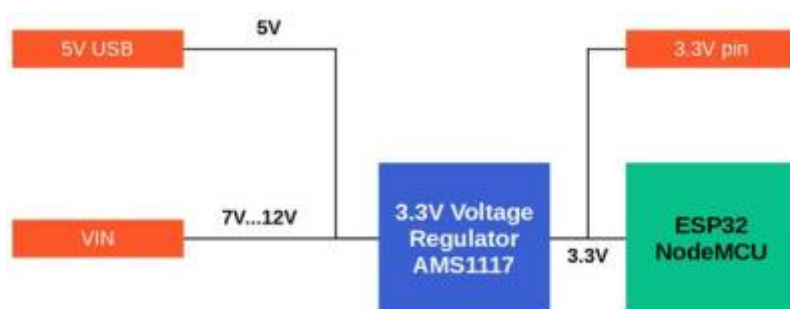 5V
5V USB
3.3V pin
7V...12V
VIN
3.3V Voltage
Regulator
AMS1117
3.3V
ESP32
NodeMCU